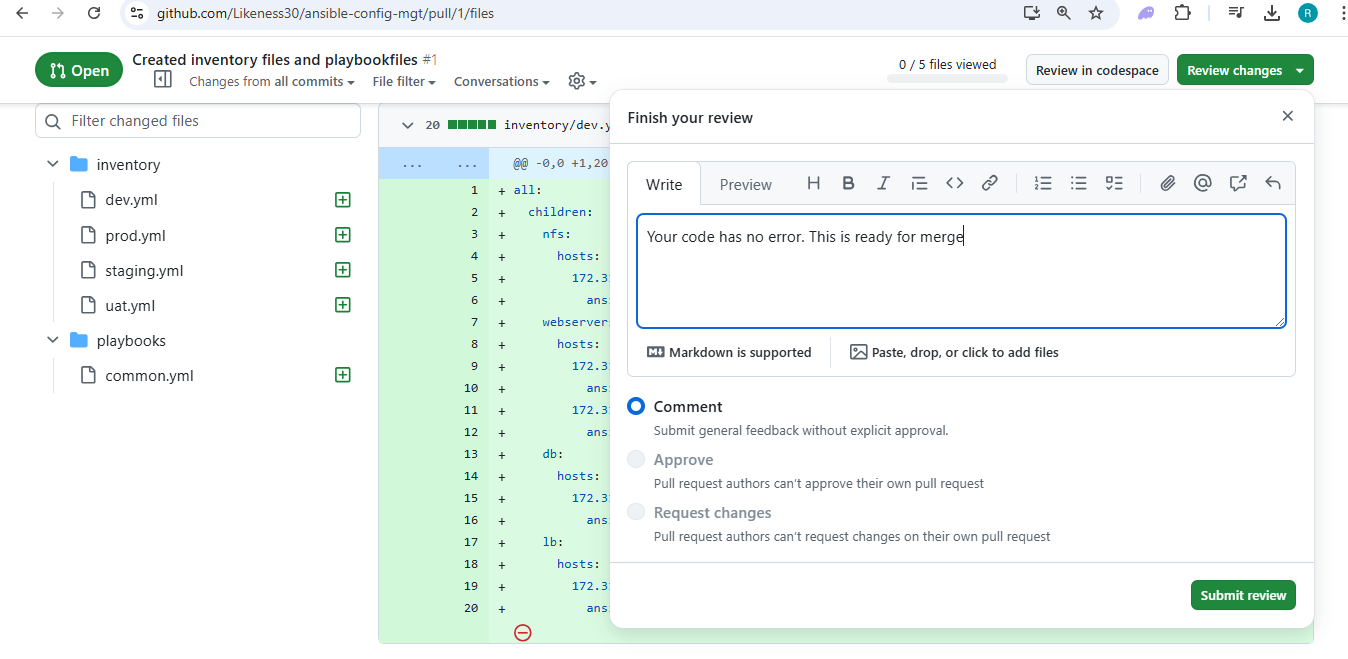 github.com/Likeness30/ansible-config-mgt/pull/1/files
R
Open
Created inventory files and playbookfiles #1
Changes from all commits
File filter
Conversations
0 / 5 files viewed
Review in codespace
Review changes
Filter changed files
inventory
dev.yml
prod.yml
staging.yml
uat.yml
playbooks
common.yml
20 inventory/dev.y
... ... @@ -0,0 +1,20
1 + all:
2 + children:
3 + nfs:
4 + hosts:
5 + 172.3
6 + ans
7 + webserver
8 + hosts:
9 + 172.3
10 + ans
11 + 172.3
12 + ans
13 + db:
14 + hosts:
15 + 172.3
16 + ans
17 + lb:
18 + hosts:
19 + 172.3
20 + ans
Finish your review
Write
Preview
Your code has no error. This is ready for merge
Markdown is supported
Paste, drop, or click to add files
Comment
Submit general feedback without explicit approval.
Approve
Pull request authors can't approve their own pull request
Request changes
Pull request authors can't request changes on their own pull request
Submit review